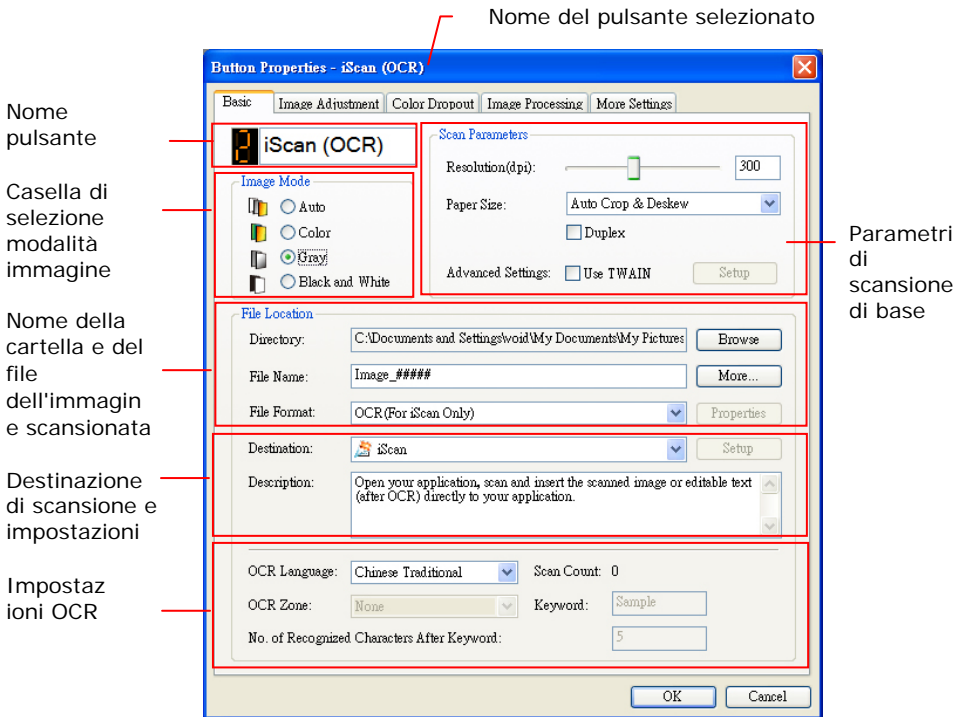 Nome del pulsante selezionato
Button Properties - iScan (OCR)
Basic
Image Adjustment
Color Dropout
Image Processing
More Settings
Nome
pulsante
2 iScan (OCR)
Casella di
selezione
modalità
immagine
Image Mode
Auto
Color
Gray
Black and White
Scan Parameters
Resolution(dpi): 300
Paper Size: Auto Crop & Deskew
Duplex
Advanced Settings: Use TWAIN Setup
Parametri
di
scansione
di base
Nome della
cartella e del
file
dell'immagin
e scansionata
File Location
Directory: C:\Documents and Settings\void\My Documents\My Pictures Browse
File Name: Image_##### More...
File Format: OCR(For iScan Only) Properties
Destinazione
di scansione e
impostazioni
Destination: iScan Setup
Description: Open your application, scan and insert the scanned image or editable text
(after OCR) directly to your application.
Impostaz
ioni OCR
OCR Language: Chinese Traditional Scan Count: 0
OCR Zone: None Keyword: Sample
No. of Recognized Characters After Keyword: 5
OK Cancel